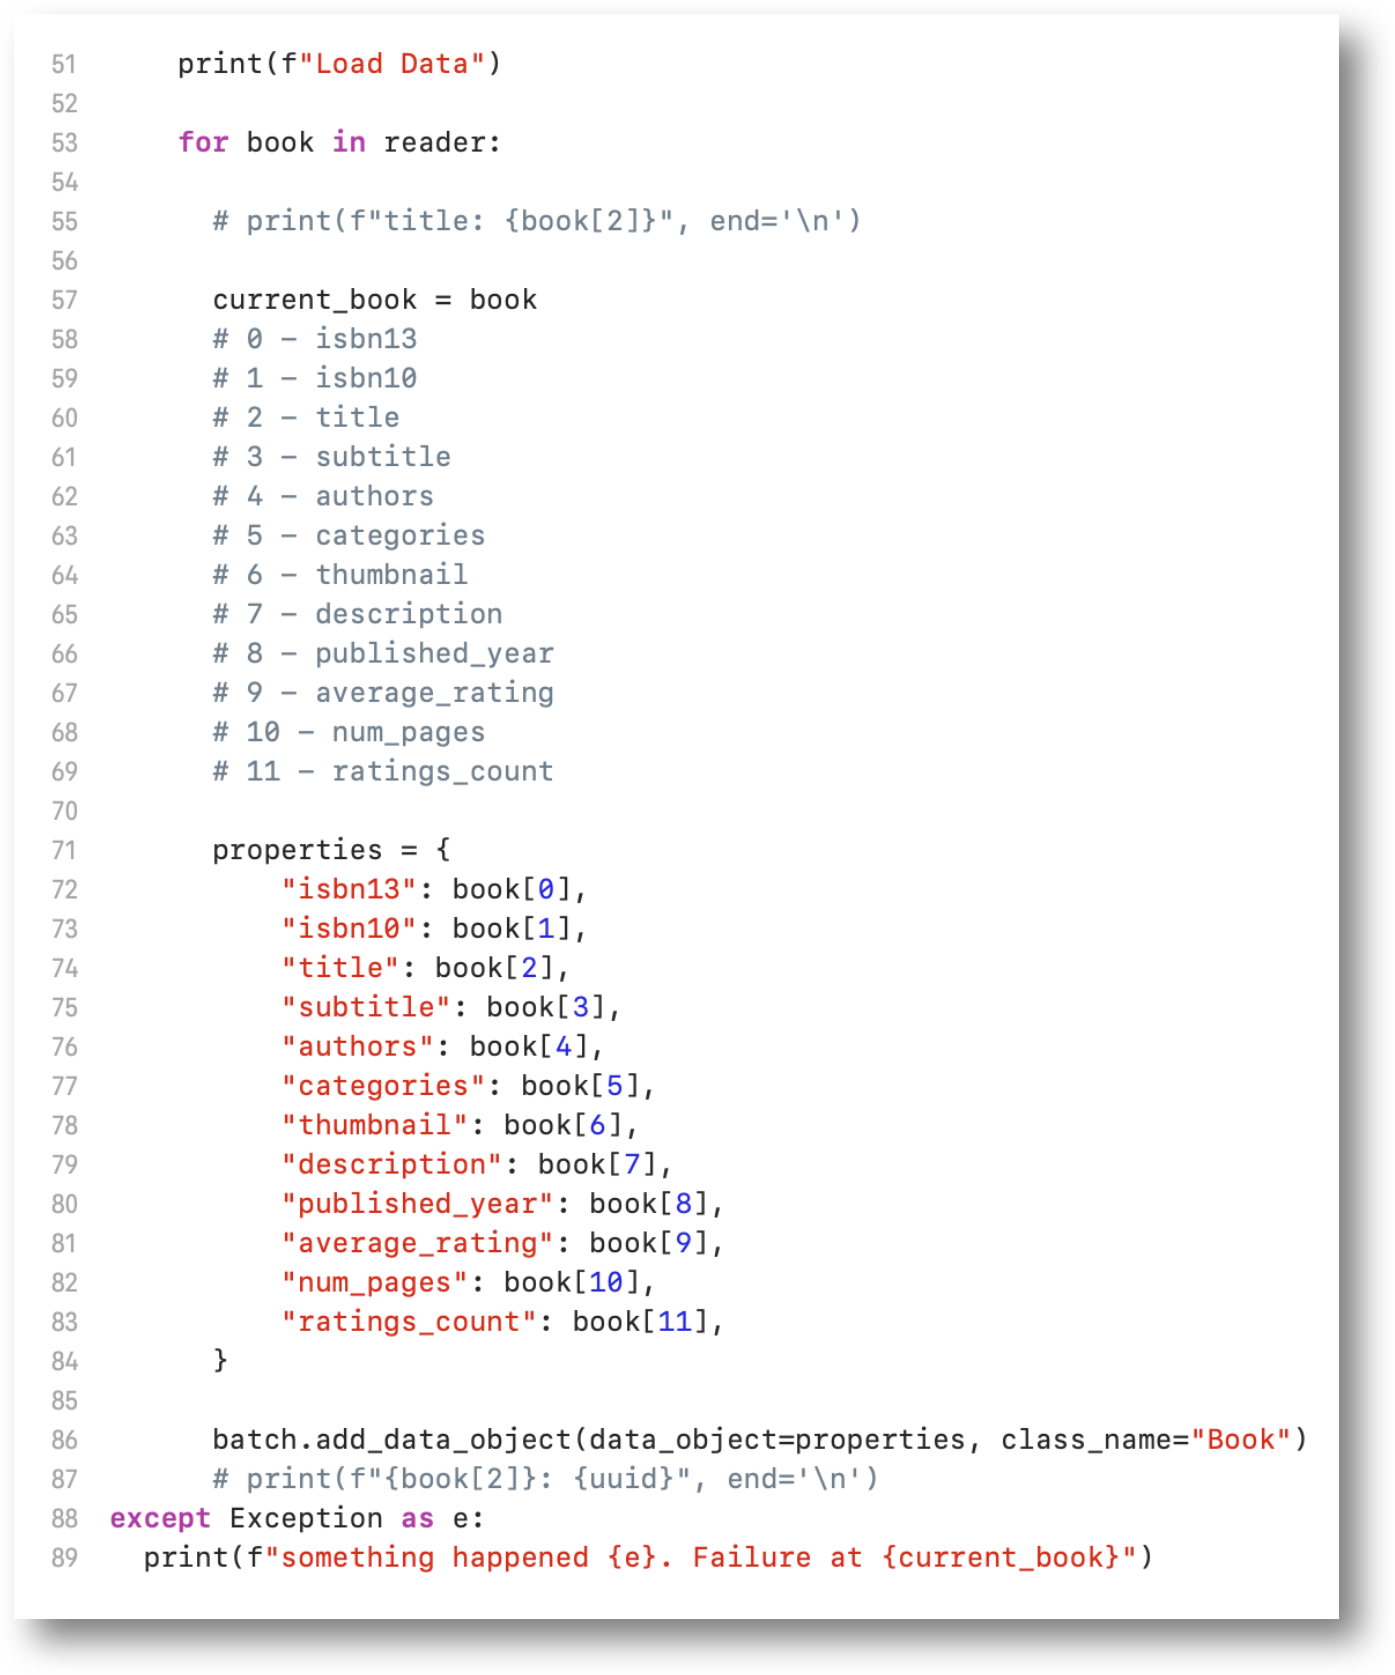 51 print(f"Load Data")
52
53 for book in reader:
54
55 # print(f"title: {book[2]}", end='\n')
56
57 current_book = book
58 # 0 – isbn13
59 # 1 – isbn10
60 # 2 – title
61 # 3 – subtitle
62 # 4 – authors
63 # 5 – categories
64 # 6 – thumbnail
65 # 7 – description
66 # 8 – published_year
67 # 9 – average_rating
68 # 10 – num_pages
69 # 11 – ratings_count
70
71 properties = {
72 "isbn13": book[0],
73 "isbn10": book[1],
74 "title": book[2],
75 "subtitle": book[3],
76 "authors": book[4],
77 "categories": book[5],
78 "thumbnail": book[6],
79 "description": book[7],
80 "published_year": book[8],
81 "average_rating": book[9],
82 "num_pages": book[10],
83 "ratings_count": book[11],
84 }
85
86 batch.add_data_object(data_object=properties, class_name="Book")
87 # print(f"{book[2]}: {uuid}", end='\n')
88 except Exception as e:
89 print(f"something happened {e}. Failure at {current_book}")